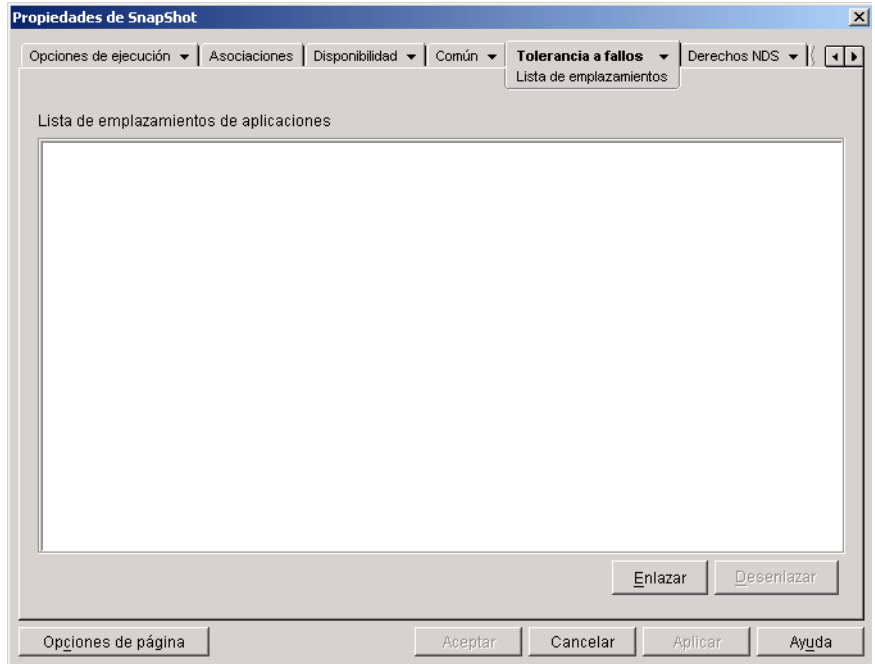 Propiedades de SnapShot
Opciones de ejecución Asociaciones Disponibilidad Común Tolerancia a fallos Derechos NDS
Lista de emplazamientos
Lista de emplazamientos de aplicaciones
Enlazar Desenlazar
Opciones de página Aceptar Cancelar Aplicar Ayuda